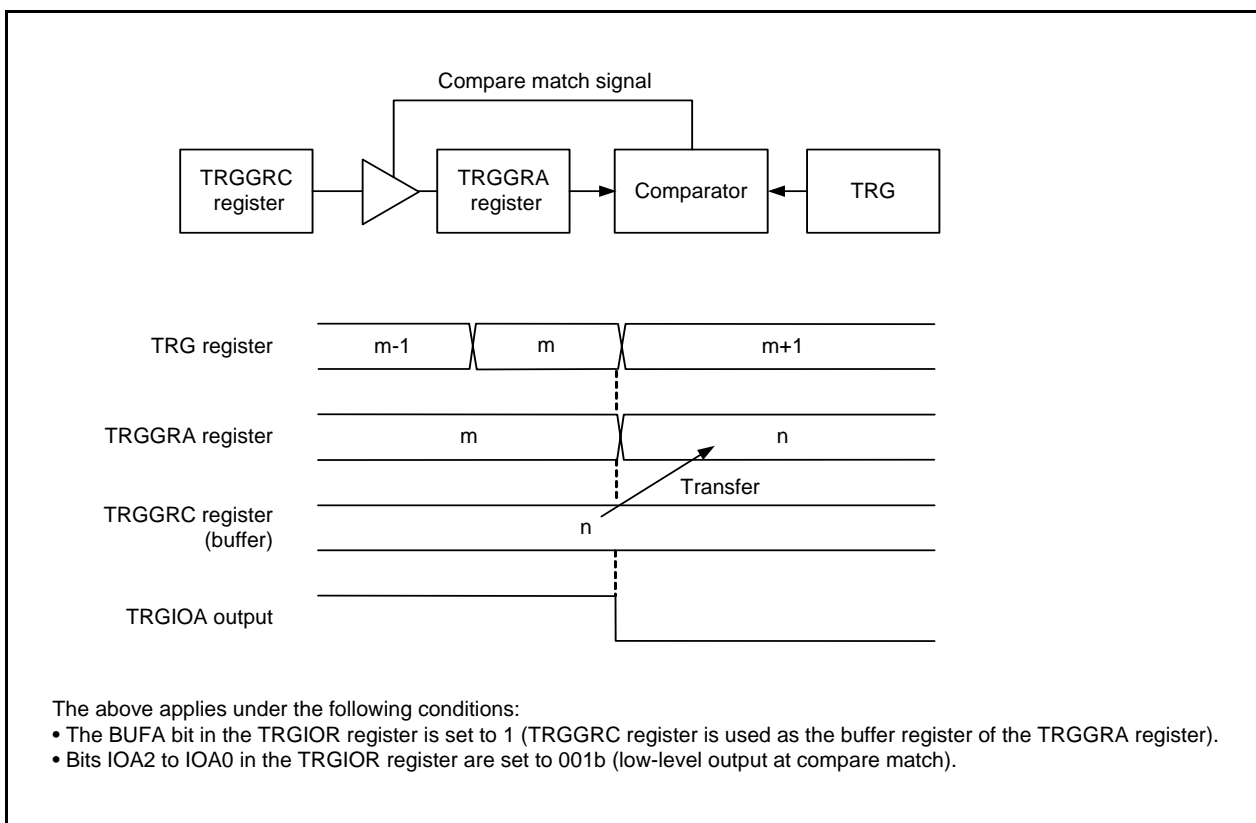 Compare match signal
TRGGRC
register
TRGGRA
register
Comparator
TRG
TRG register
m-1
m
m+1
TRGGRA register
m
n
Transfer
TRGGRC register
(buffer)
n
TRGIOA output
The above applies under the following conditions:
• The BUFA bit in the TRGIOR register is set to 1 (TRGGRC register is used as the buffer register of the TRGGRA register).
• Bits IOA2 to IOA0 in the TRGIOR register are set to 001b (low-level output at compare match).